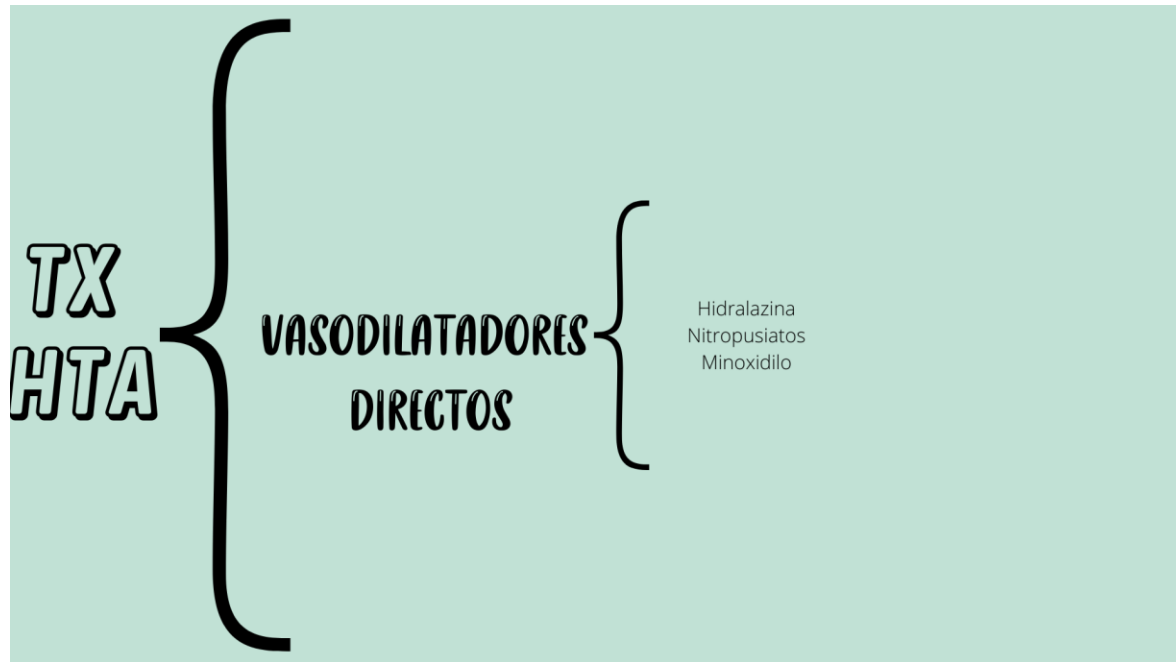 TX
HTA
VASODILATADORES
DIRECTOS
Hidralazina
Nitropusiatos
Minoxidilo